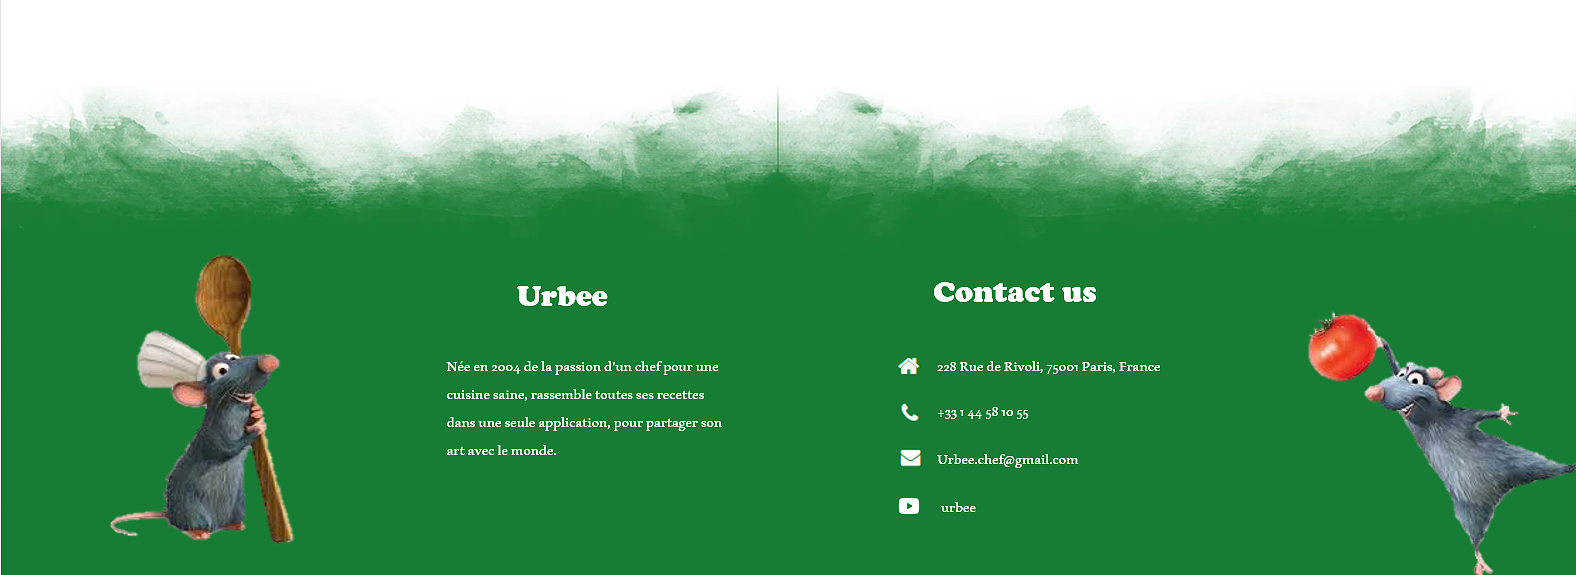 Urbee
Née en 2004 de la passion d'un chef pour une
cuisine saine, rassemble toutes ses recettes
dans une seule application, pour partager son
art avec le monde.
Contact us
228 Rue de Rivoli, 75001 Paris, France
+33 1 44 58 10 55
Urbee.chef@gmail.com
urbee